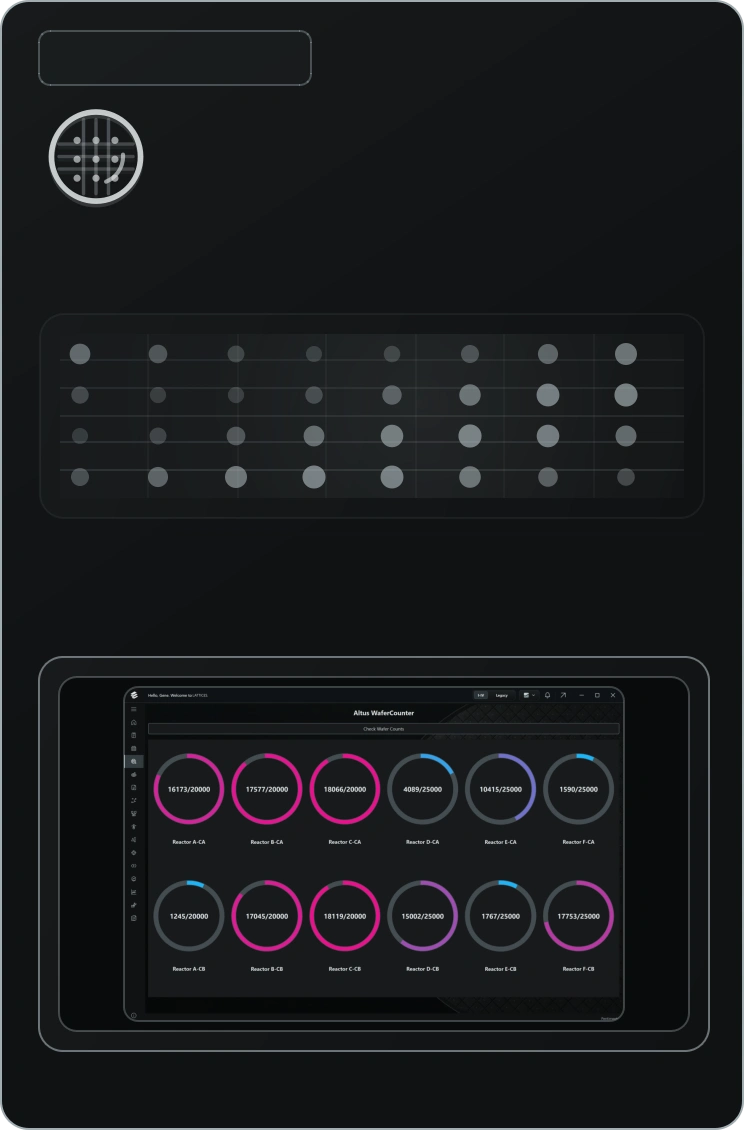 Hello, Gene. Welcome to LATTICE5.
Legacy
Altus WaferCounter
Check Wafer Counts
16173/20000
17577/20000
18066/20000
4089/25000
10415/25000
1590/25000
Reactor A-CA
Reactor B-CA
Reactor C-CA
Reactor D-CA
Reactor E-CA
Reactor F-CA
1245/20000
17045/20000
18119/20000
15002/25000
1767/25000
17753/25000
Reactor A-CB
Reactor B-CB
Reactor C-CB
Reactor D-CB
Reactor E-CB
Reactor F-CB